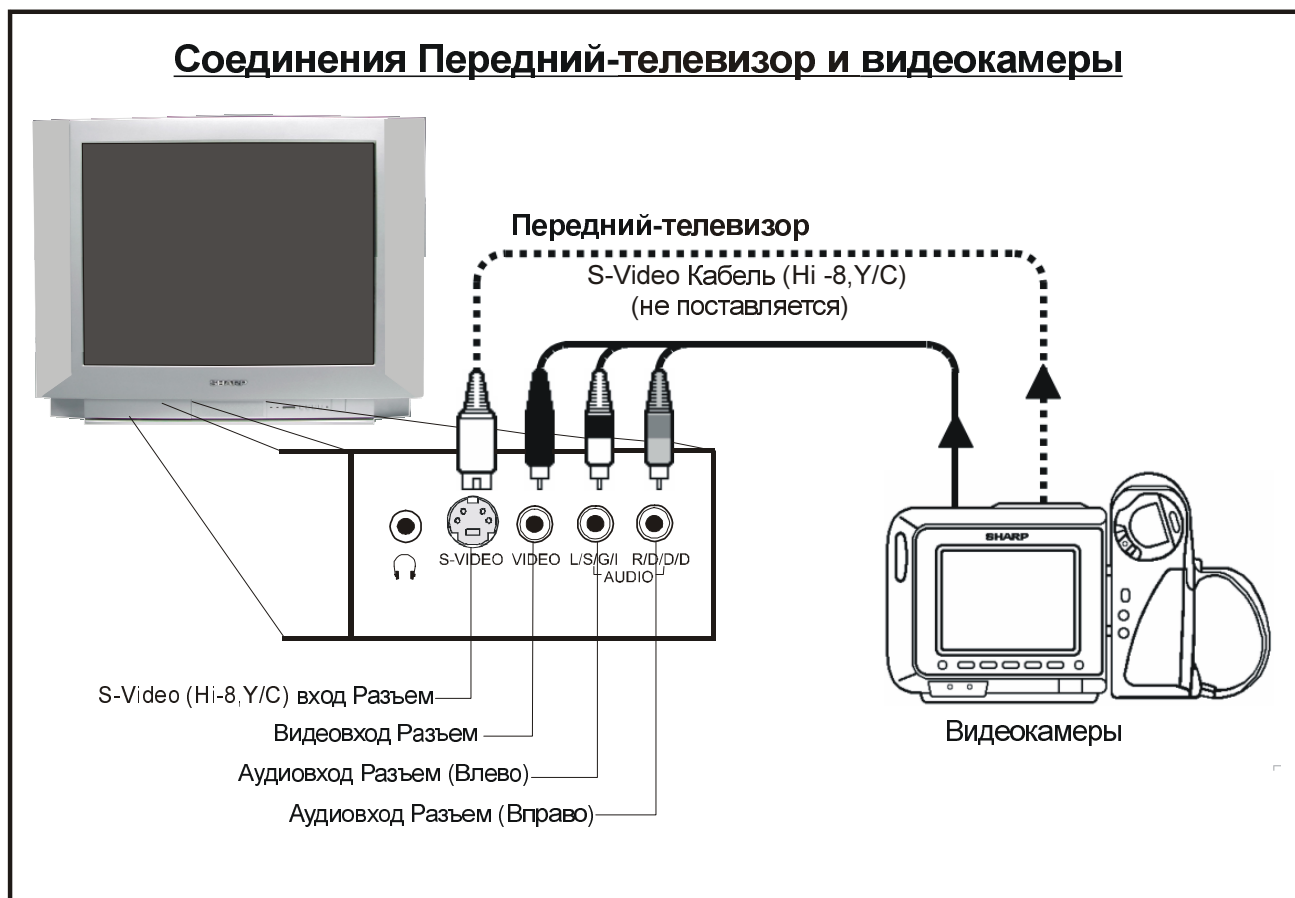 Соединения Передний-телевизор и видеокамеры
Передний-телевизор
S-Video Кабель (Hi -8,Y/C)
(не поставляется)
SHARP
SHARP
S-VIDEO VIDEO L/S/G/I R/D/D/D
AUDIO
S-Video (Hi-8,Y/C) вход Разъем
Видеовход Разъем
Аудиовход Разъем (Влево)
Аудиовход Разъем (Вправо)
Видеокамеры